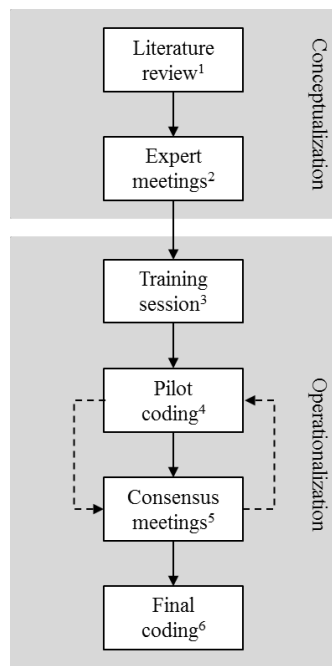 Literature
review¹
Expert
meetings²
Conceptualization
Training
session³
Pilot
coding⁴
Consensus
meetings⁵
Final
coding⁶
Operationalization